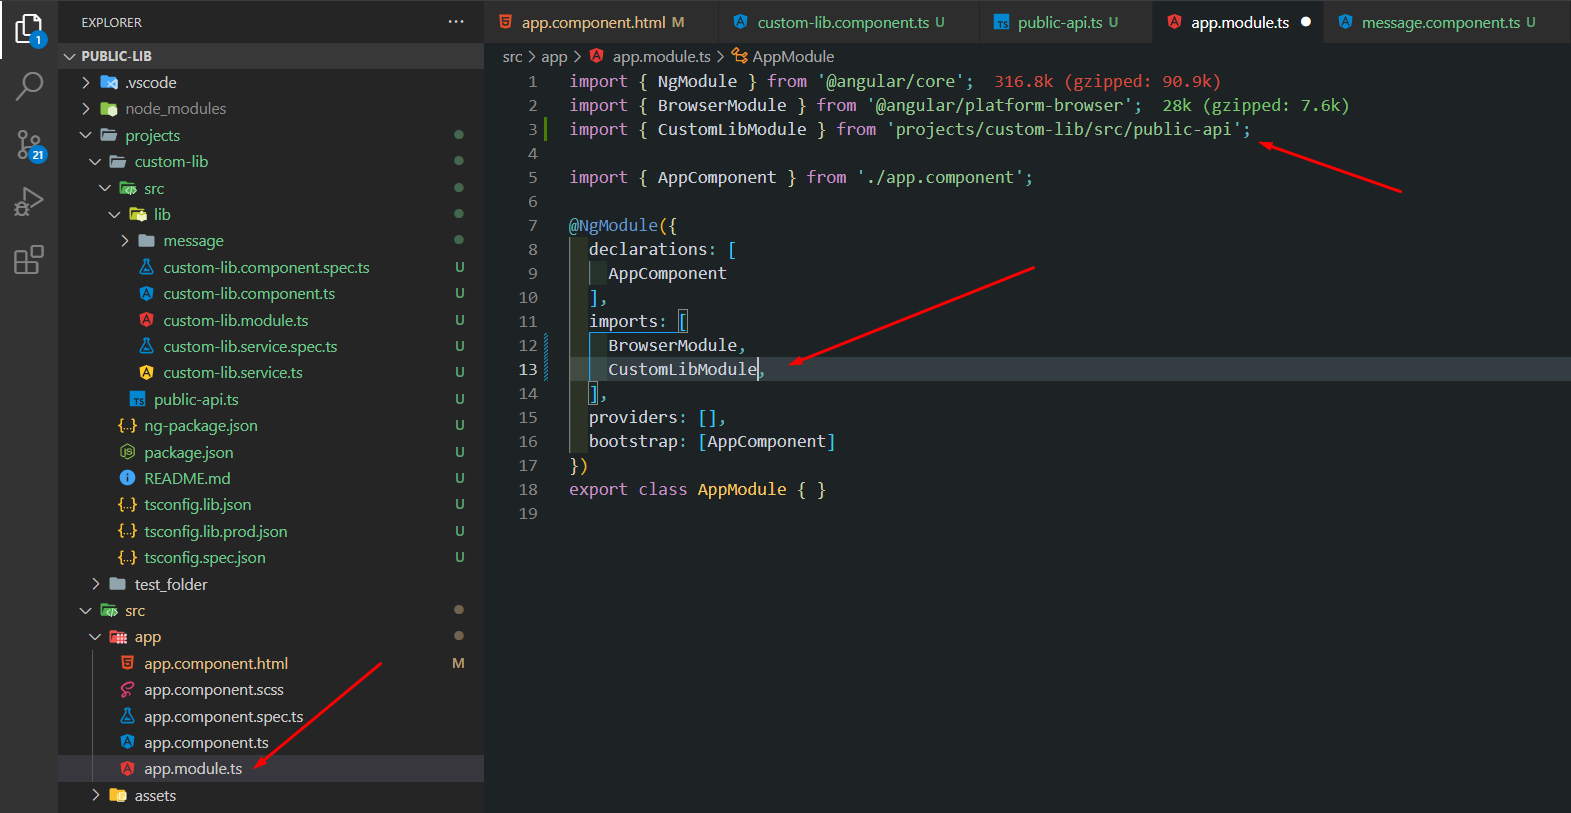 EXPLORER
···
PUBLIC-LIB
.vscode
node_modules
projects
custom-lib
src
lib
message
custom-lib.component.spec.ts U
custom-lib.component.ts U
custom-lib.module.ts U
custom-lib.service.spec.ts U
custom-lib.service.ts U
TS public-api.ts U
{..} ng-package.json U
package.json U
README.md U
{..} tsconfig.lib.json U
{..} tsconfig.lib.prod.json U
{..} tsconfig.spec.json U
test_folder
src
app
app.component.html M
app.component.scss
app.component.spec.ts
app.component.ts
app.module.ts
assets
1
21
app.component.html M custom-lib.component.ts U TS public-api.ts U app.module.ts ● message.component.ts U
src > app > app.module.ts > AppModule
1 import { NgModule } from '@angular/core'; 316.8k (gzipped: 90.9k)
2 import { BrowserModule } from '@angular/platform-browser'; 28k (gzipped: 7.6k)
3 import { CustomLibModule } from 'projects/custom-lib/src/public-api';
4
5 import { AppComponent } from './app.component';
6
7 @NgModule({
8 declarations: [
9 AppComponent
10 ],
11 imports: [
12 BrowserModule,
13 CustomLibModule,
14 ],
15 providers: [],
16 bootstrap: [AppComponent]
17 })
18 export class AppModule { }
19